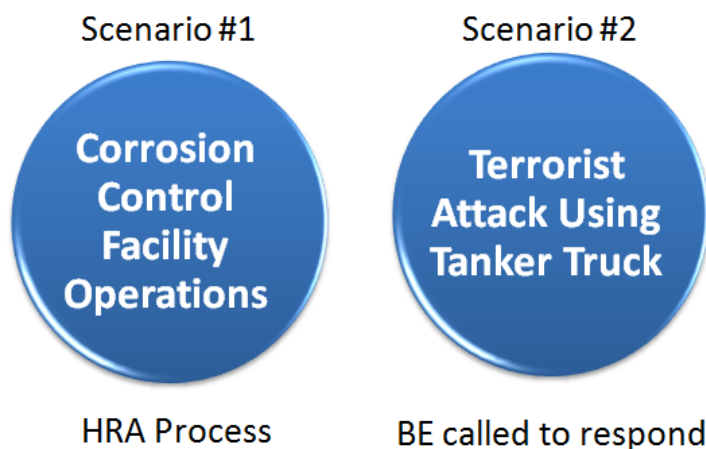 Scenario #1
Corrosion
Control
Facility
Operations
HRA Process
Scenario #2
Terrorist
Attack Using
Tanker Truck
BE called to respond